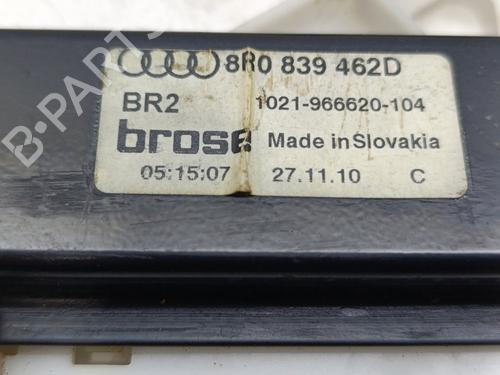 8R0 839 462D
BR2 1021-966620-104
brose Made in Slovakia
05:15:07 27.11.10 C
B-PARTS